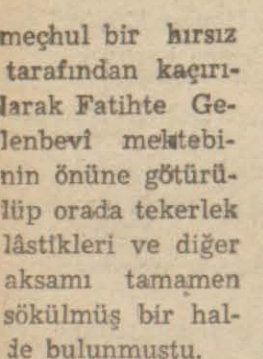 meçhul bir hırsız
tarafından kaçırı-
larak Fatihte Ge-
lenbevî mektebi-
nin önüne götürü-
lüp orada tekerlek
lâstikleri ve diğer
aksamı tamamen
sökülmüş bir hal-
de bulunmuştu.